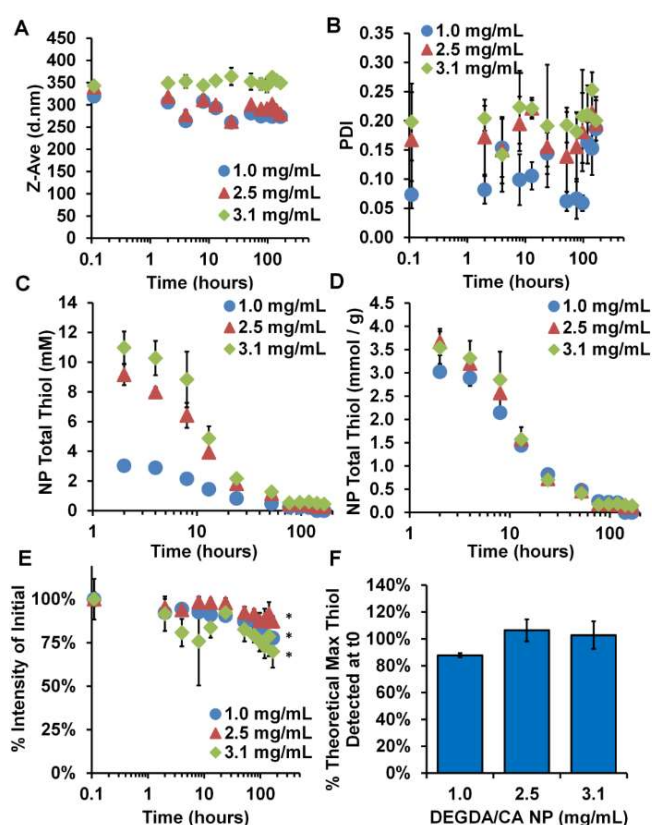 A
450
400
350
300
250
200
150
100
50
0
Z-Ave (d.nm)
1.0 mg/mL
2.5 mg/mL
3.1 mg/mL
0.1 1 10 100
Time (hours)
B
1.0 mg/mL
2.5 mg/mL
3.1 mg/mL
0.35
0.30
0.25
0.20
0.15
0.10
0.05
0.00
PDI
0.1 1 10 100
Time (hours)
C
14
12
10
8
6
4
2
0
NP Total Thiol (mM)
1.0 mg/mL
2.5 mg/mL
3.1 mg/mL
1 10 100
Time (hours)
D
4.5
4.0
3.5
3.0
2.5
2.0
1.5
1.0
0.5
0.0
NP Total Thiol (mmol / g)
1.0 mg/mL
2.5 mg/mL
3.1 mg/mL
1 10 100
Time (hours)
E
100%
75%
50%
25%
0%
% Intensity of Initial
*
*
*
1.0 mg/mL
2.5 mg/mL
3.1 mg/mL
0.1 1 10 100
Time (hours)
F
140%
120%
100%
80%
60%
40%
20%
0%
% Theoretical Max Thiol
Detected at t0
1.0 2.5 3.1
DEGDA/CA NP (mg/mL)